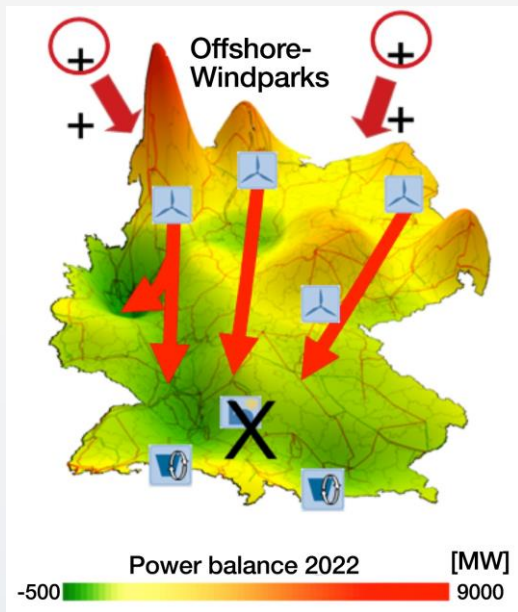 +
+
Offshore-
Windparks
+
+
X
Power balance 2022
[MW]
-500
9000